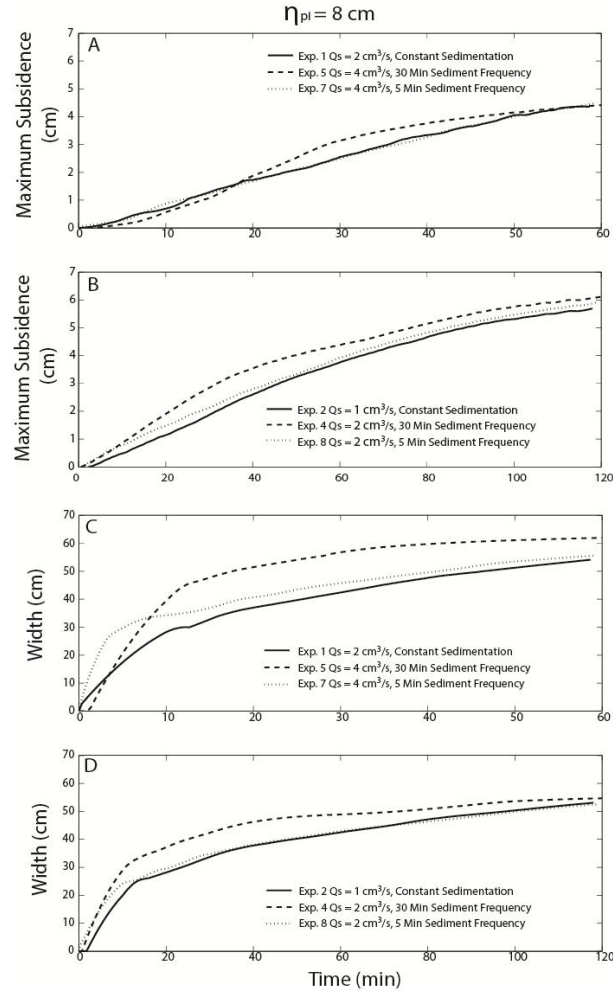 η_pi = 8 cm
A
7
6
5
4
3
2
1
0
Maximum Subsidence
(cm)
Exp. 1 Qs = 2 cm³/s, Constant Sedimentation
Exp. 5 Qs = 4 cm³/s, 30 Min Sediment Frequency
Exp. 7 Qs = 4 cm³/s, 5 Min Sediment Frequency
0 10 20 30 40 50 60
B
7
6
5
4
3
2
1
0
Maximum Subsidence
(cm)
Exp. 2 Qs = 1 cm³/s, Constant Sedimentation
Exp. 4 Qs = 2 cm³/s, 30 Min Sediment Frequency
Exp. 8 Qs = 2 cm³/s, 5 Min Sediment Frequency
0 20 40 60 80 100 120
C
70
60
50
40
30
20
10
0
Width (cm)
Exp. 1 Qs = 2 cm³/s, Constant Sedimentation
Exp. 5 Qs = 4 cm³/s, 30 Min Sediment Frequency
Exp. 7 Qs = 4 cm³/s, 5 Min Sediment Frequency
0 10 20 30 40 50 60
D
70
60
50
40
30
20
10
0
Width (cm)
Exp. 2 Qs = 1 cm³/s, Constant Sedimentation
Exp. 4 Qs = 2 cm³/s, 30 Min Sediment Frequency
Exp. 8 Qs = 2 cm³/s, 5 Min Sediment Frequency
0 20 40 60 80 100 120
Time (min)